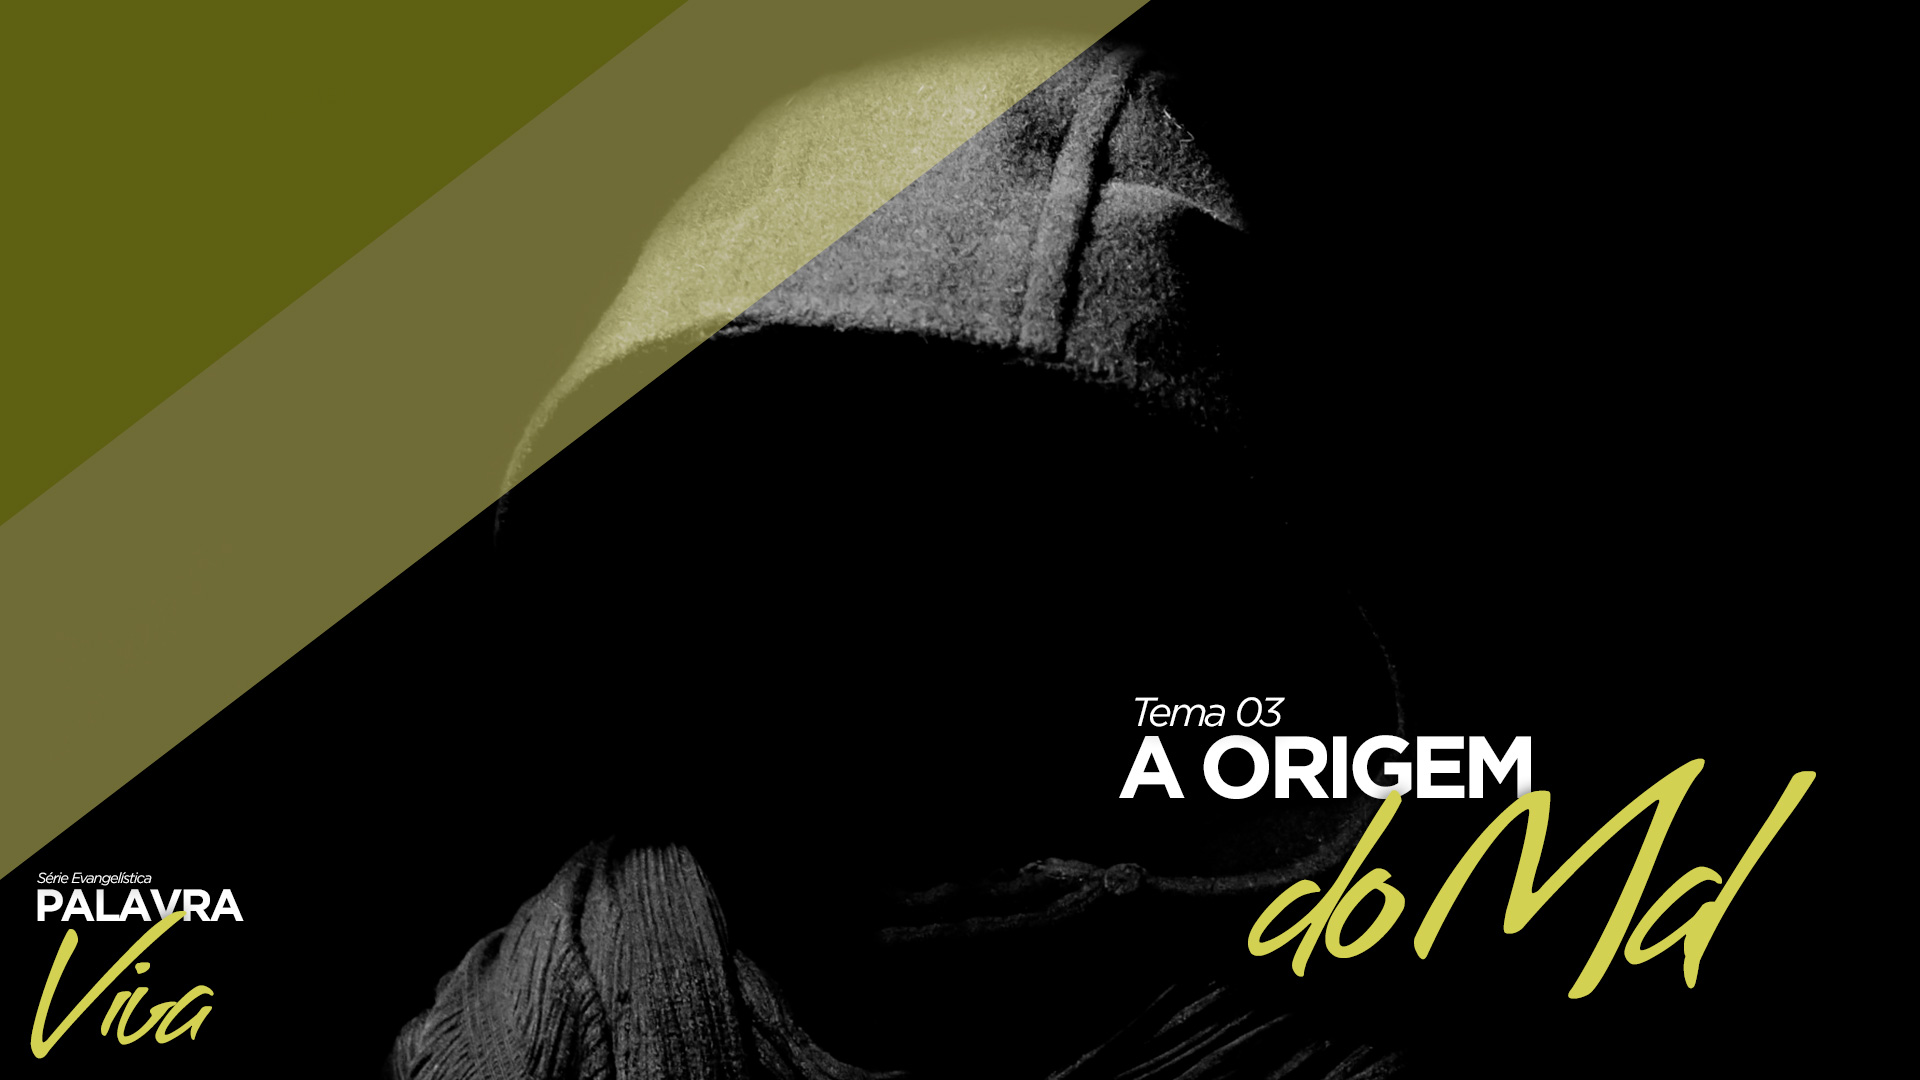 Tema 03
A ORIGEM
do Mal
Série Evangelística
PALAVRA
Viva